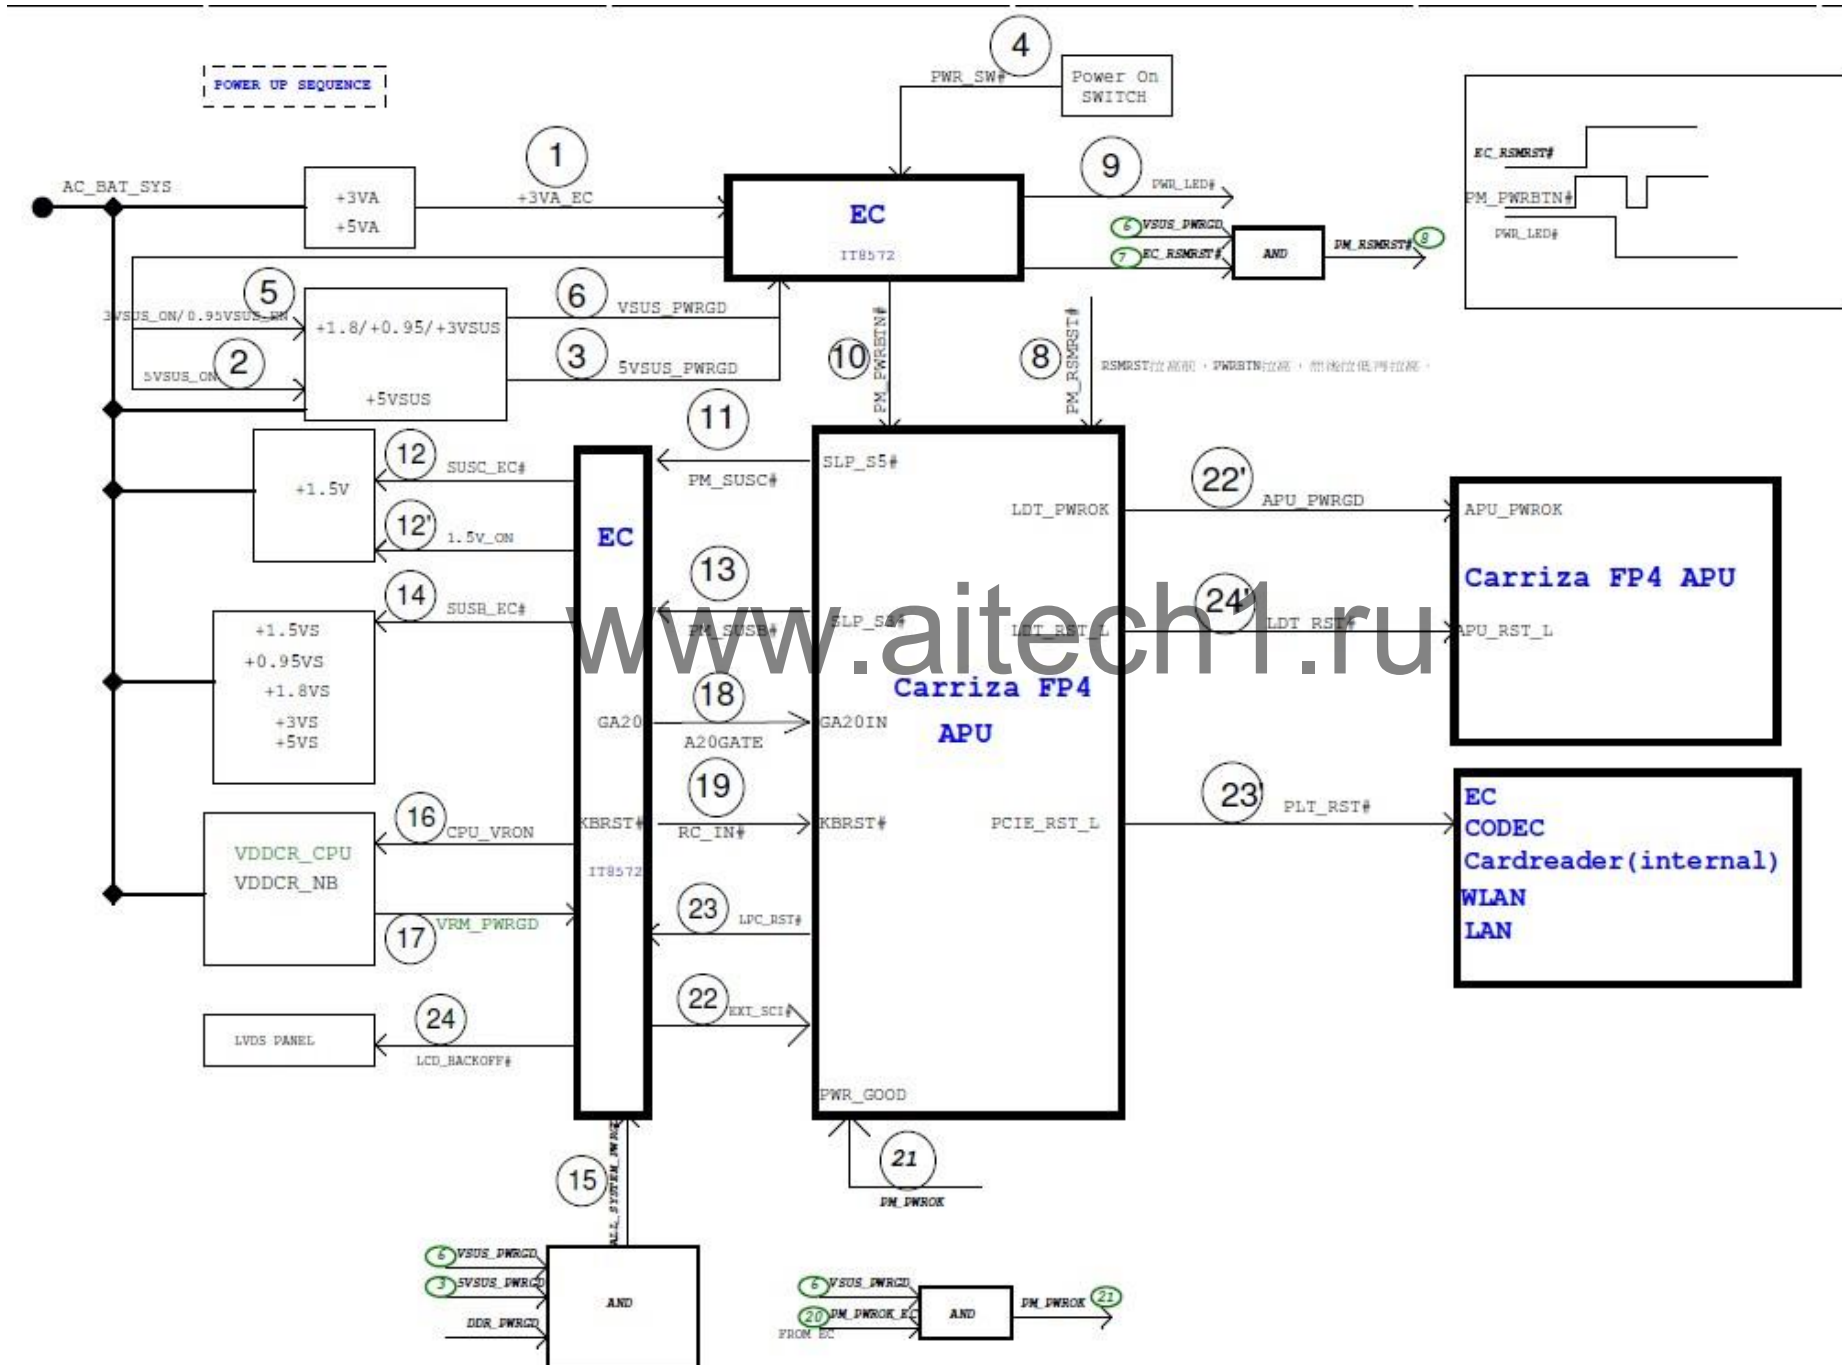 POWER UP SEQUENCE
AC_BAT_SYS
+3VA
+5VA
1
+3VA_EC
4
PWR_SW#
Power On
SWITCH
EC
IT8572
9
PWR_LED#
6 VSUS_PWRGD
7 EC_RSMRST#
AND
PM_RSMRST# 8
EC_RSMRST#
PM_PWRBTN#
PWR_LED#
5
3VSUS_ON/0.95VSUS_EN
2
5VSUS_ON
+1.8/+0.95/+3VSUS
+5VSUS
6
VSUS_PWRGD
3
5VSUS_PWRGD
10
PM_PWRBTN#
8
PM_RSMRST#
RSMRST
PWRBTN
11
PM_SUSC#
SLP_S5#
+1.5V
12
SUSC_EC#
12'
1.5V_ON
EC
13
PM_SUSB#
SLP_S3#
14
SUSB_EC#
+1.5VS
+0.95VS
+1.8VS
+3VS
+5VS
www.aitech1.ru
LDT_PWROK
22'
APU_PWRGD
APU_PWROK
Carriza FP4 APU
LDT_RST_L
24'
LDT_RST#
APU_RST_L
Carriza FP4
APU
GA20
18
A20GATE
GA20IN
KBRST#
19
RC_IN#
KBRST#
IT8572
PCIE_RST_L
23'
PLT_RST#
EC
CODEC
Cardreader(internal)
WLAN
LAN
16
CPU_VRON
VDDCR_CPU
VDDCR_NB
17
VRM_PWRGD
23
LPC_RST#
22
EXT_SCI#
LVDS PANEL
24
LCD_BACKOFF#
PWR_GOOD
21
PM_PWROK
15
6 VSUS_PWRGD
3 5VSUS_PWRGD
DDR_PWRGD
AND
6 VSUS_PWRGD
20 PM_PWROK_EC
FROM EC
AND
PM_PWROK 21